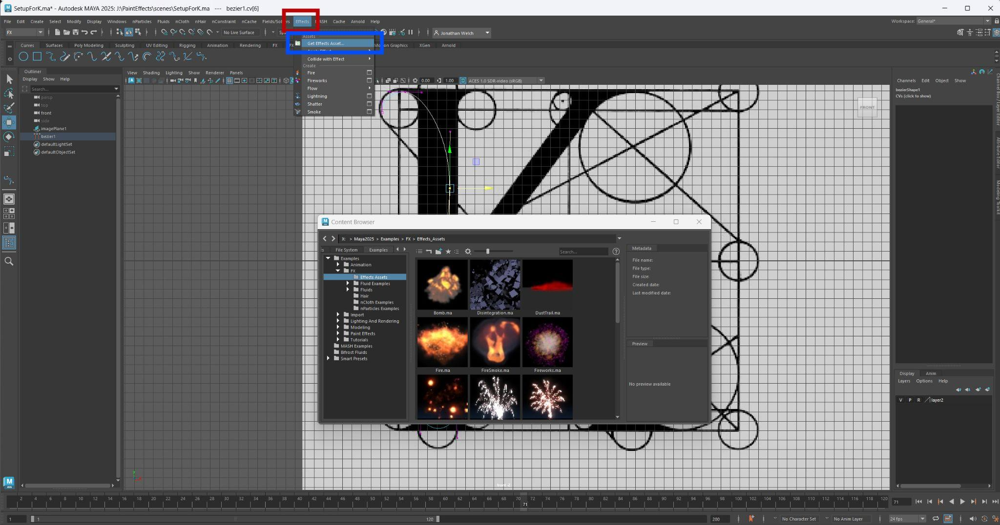 SetupForK.ma* - Autodesk MAYA 2025: J:\PaintEffects\scenes\SetupForK.ma --- bezier1.cv[6]
File Edit Create Select Modify Display Windows nParticles Fluids nCloth nHair nConstraint nCache Effects Cache Arnold Help
Workspace: General*
FX
No Live Surface
Jonathan Welch
Assets
Get Effects Asset...
Collide with Effect
Create
Fire
Fireworks
Flow
Lightning
Shatter
Smoke
Curves Surfaces Poly Modeling Sculpting UV Editing Rigging Animation Rendering FX Motion Graphics XGen Arnold
Outliner
Display Show Help
Search...
persp
top
front
side
imagePlane1
bezier1
defaultLightSet
defaultObjectSet
View Shading Lighting Show Renderer Panels
0.00 1.00 ACES 1.0 SDR-video (sRGB)
FRONT
front -Z
Content Browser
X: > Maya2025 > Examples > FX > Effects_Assets
File System Examples
Search...
Examples
Animation
FX
Effects Assets
Fluid Examples
Fluids
Hair
nCloth Examples
nParticles Examples
Import
Lighting And Rendering
Modeling
Paint Effects
Tutorials
MASH Examples
Bifrost Fluids
Smart Presets
Bomb.ma Disintegration.ma DustTrail.ma
Fire.ma FireSmoke.ma Fireworks.ma
Metadata
File name:
File type:
File size:
Created date:
Last modified date:
Preview
No preview available
Channels Edit Object Show
bezierShape1
CVs (click to show)
Channel Box / Layer Editor
Attribute Editor
Modeling Toolkit
Display Anim
Layers Options Help
V P R layer2
2 4 6 8 10 12 14 16 18 20 22 24 26 28 30 32 34 36 38 40 42 44 46 48 50 52 54 56 58 60 62 64 66 68 70 72 74 76 78 80 82 84 86 88 90 92 94 96 98 100 102 104 106 108 110 112 114 116 118 120
71
71
1 1 120 200
No Character Set No Anim Layer 24 fps